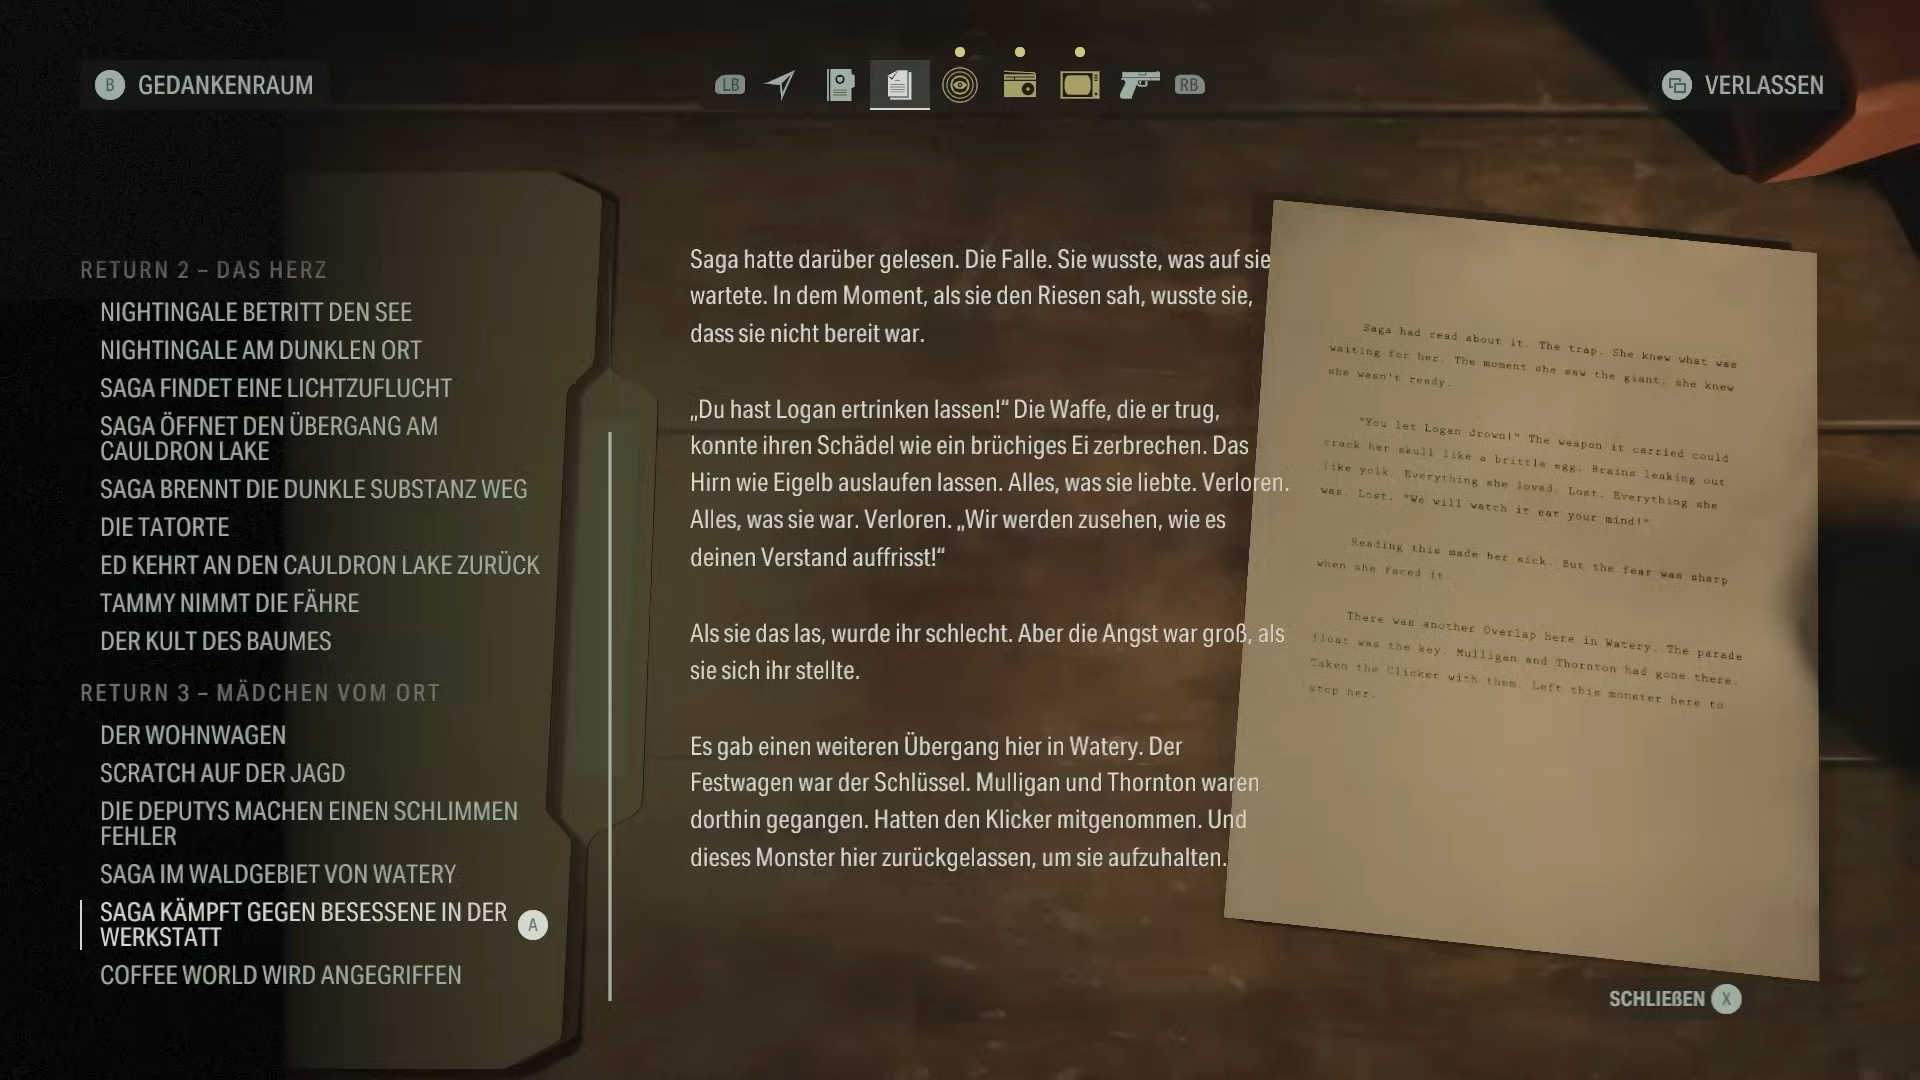 B GEDANKENRAUM
LB
RB
VERLASSEN
RETURN 2 – DAS HERZ
NIGHTINGALE BETRITT DEN SEE
NIGHTINGALE AM DUNKLEN ORT
SAGA FINDET EINE LICHTZUFLUCHT
SAGA ÖFFNET DEN ÜBERGANG AM
CAULDRON LAKE
SAGA BRENNT DIE DUNKLE SUBSTANZ WEG
DIE TATORTE
ED KEHRT AN DEN CAULDRON LAKE ZURÜCK
TAMMY NIMMT DIE FÄHRE
DER KULT DES BAUMES
RETURN 3 – MÄDCHEN VOM ORT
DER WOHNWAGEN
SCRATCH AUF DER JAGD
DIE DEPUTYS MACHEN EINEN SCHLIMMEN
FEHLER
SAGA IM WALDGEBIET VON WATERY
SAGA KÄMPFT GEGEN BESESSENE IN DER
WERKSTATT
A
COFFEE WORLD WIRD ANGEGRIFFEN
Saga hatte darüber gelesen. Die Falle. Sie wusste, was auf sie
wartete. In dem Moment, als sie den Riesen sah, wusste sie,
dass sie nicht bereit war.
„Du hast Logan ertrinken lassen!“ Die Waffe, die er trug,
konnte ihren Schädel wie ein brüchiges Ei zerbrechen. Das
Hirn wie Eigelb auslaufen lassen. Alles, was sie liebte. Verloren.
Alles, was sie war. Verloren. „Wir werden zusehen, wie es
deinen Verstand auffrisst!“
Als sie das las, wurde ihr schlecht. Aber die Angst war groß, als
sie sich ihr stellte.
Es gab einen weiteren Übergang hier in Watery. Der
Festwagen war der Schlüssel. Mulligan und Thornton waren
dorthin gegangen. Hatten den Klicker mitgenommen. Und
dieses Monster hier zurückgelassen, um sie aufzuhalten.
Saga had read about it. The trap. She knew what was
waiting for her. The moment she saw the giant, she knew
she wasn't ready.
"You let Logan drown!" The weapon it carried could
crack her skull like a brittle egg. Brains leaking out
like yolk. Everything she loved. Lost. Everything she
was. Lost. "We will watch it eat your mind!"
Reading this made her sick. But the fear was sharp
when she faced it.
There was another Overlap here in Watery. The parade
float was the key. Mulligan and Thornton had gone there.
Taken the Clicker with them. Left this monster here to
stop her.
SCHLIEẞEN X